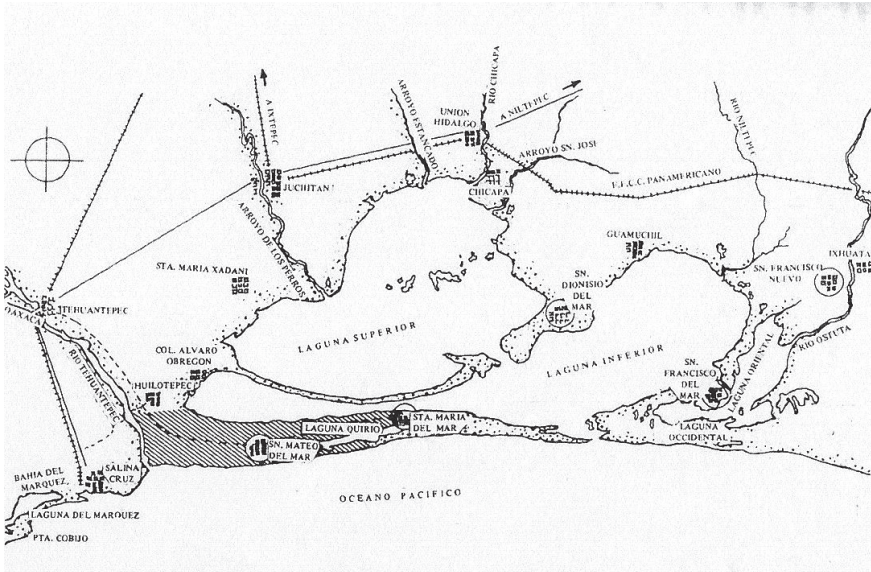 RIO CHICAPA
A NILTEPEC
A IXTEPEC
ARROYO ESTANCADO
UNION
HIDALGO
RIO NILTEPEC
ARROYO SN. JOSE
JUCHITAN
CHICAPA
F.F.C.C. PANAMERICANO
ARROYO DE LOS PERROS
GUAMUCHIL
IXHUATA
STA. MARIA XADANI
SN.
DIONISIO
DEL
MAR
SN. FRANCISCO
NUEVO
OAXACA
TEHUANTEPEC
LAGUNA SUPERIOR
RIO OSTUTA
COL. ALVARO
OBREGON
LAGUNA INFERIOR
SN.
FRANCISCO
DEL
MAR
LAGUNA ORIENTAL
RIO TEHUANTEPEC
HUILOTEPEC
STA. MARIA
DEL MAR
LAGUNA QUIRIO
LAGUNA
OCCIDENTAL
SN. MATEO
DEL MAR
SALINA
CRUZ
BAHIA DEL
MARQUEZ
OCEANO PACIFICO
LAGUNA DEL MARQUEZ
PTA. COBIJO